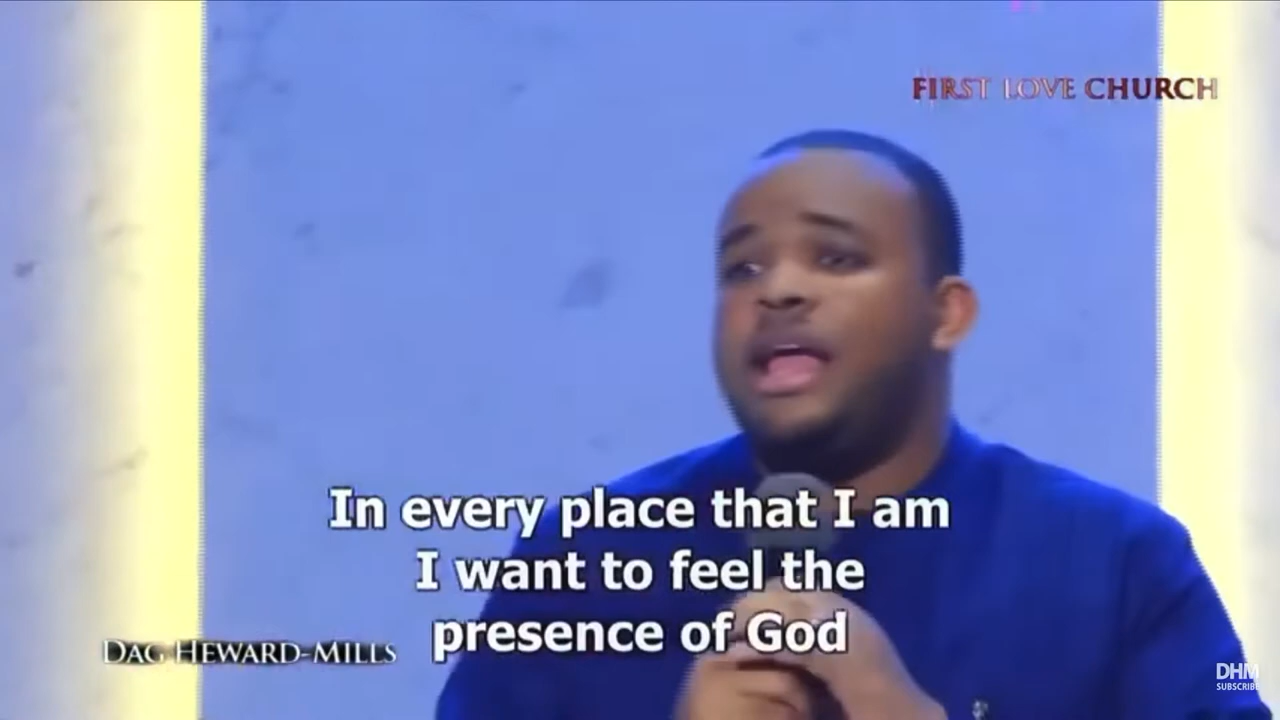 FIRST LOVE CHURCH
In every place that I am
I want to feel the
presence of God
DAG HEWARD-MILLS
DHM
SUBSCRIBE